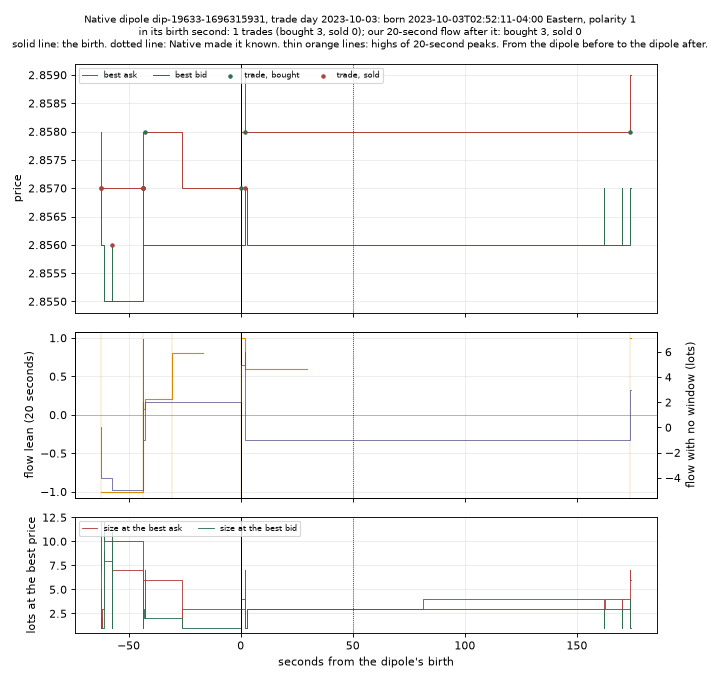 Native dipole dip-19633-1696315931, trade day 2023-10-03: born 2023-10-03T02:52:11-04:00 Eastern, polarity 1
in its birth second: 1 trades (bought 3, sold 0); our 20-second flow after it: bought 3, sold 0
solid line: the birth. dotted line: Native made it known. thin orange lines: highs of 20-second peaks. From the dipole before to the dipole after.
best ask best bid trade, bought trade, sold
2.8590
2.8585
2.8580
2.8575
2.8570
2.8565
2.8560
2.8555
2.8550
price
1.0
0.5
0.0
−0.5
−1.0
flow lean (20 seconds)
6
4
2
0
−2
−4
flow with no window (lots)
size at the best ask size at the best bid
12.5
10.0
7.5
5.0
2.5
lots at the best price
−50 0 50 100 150
seconds from the dipole's birth